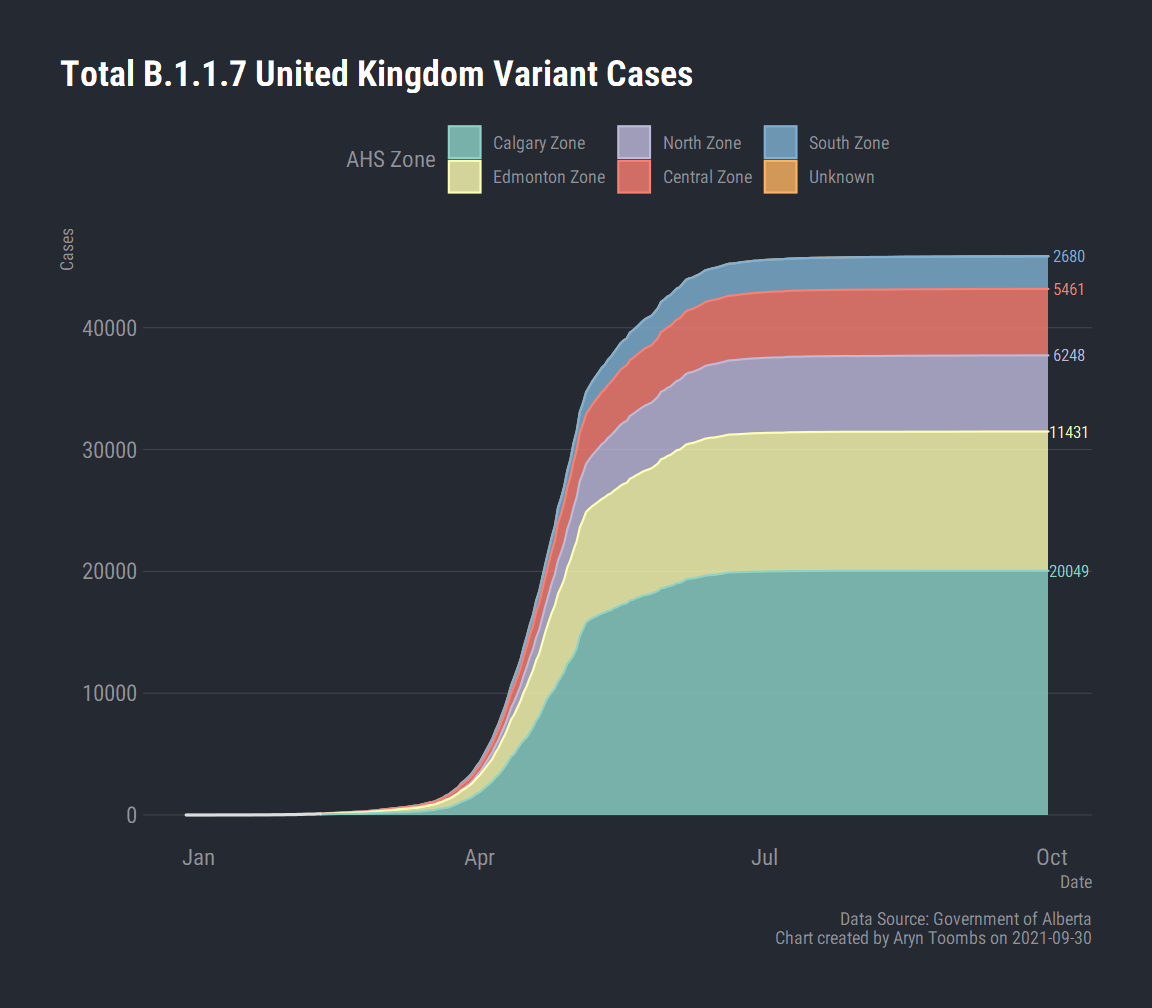 Total B.1.1.7 United Kingdom Variant Cases
AHS Zone
Calgary Zone North Zone South Zone
Edmonton Zone Central Zone Unknown
Cases
2680
5461
40000
6248
11431
30000
20000
20049
10000
0
Jan Apr Jul Oct
Date
Data Source: Government of Alberta
Chart created by Aryn Toombs on 2021-09-30